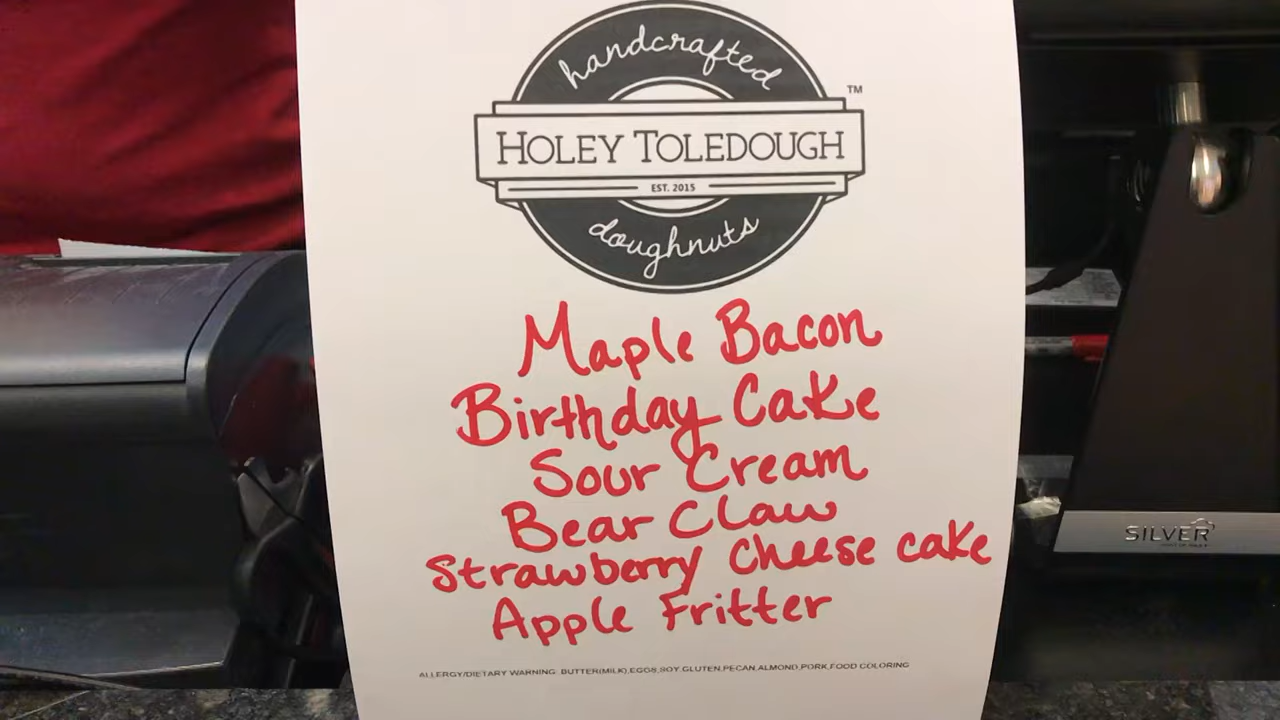 handcrafted
TM
HOLEY TOLEDOUGH
EST. 2015
doughnuts
Maple Bacon
Birthday Cake
Sour Cream
Bear Claw
Strawberry Cheese cake
Apple Fritter
ALLERGY/DIETARY WARNING: BUTTER(MILK),EGGS,SOY,GLUTEN,PECAN,ALMOND,PORK,FOOD COLORING
SILVER